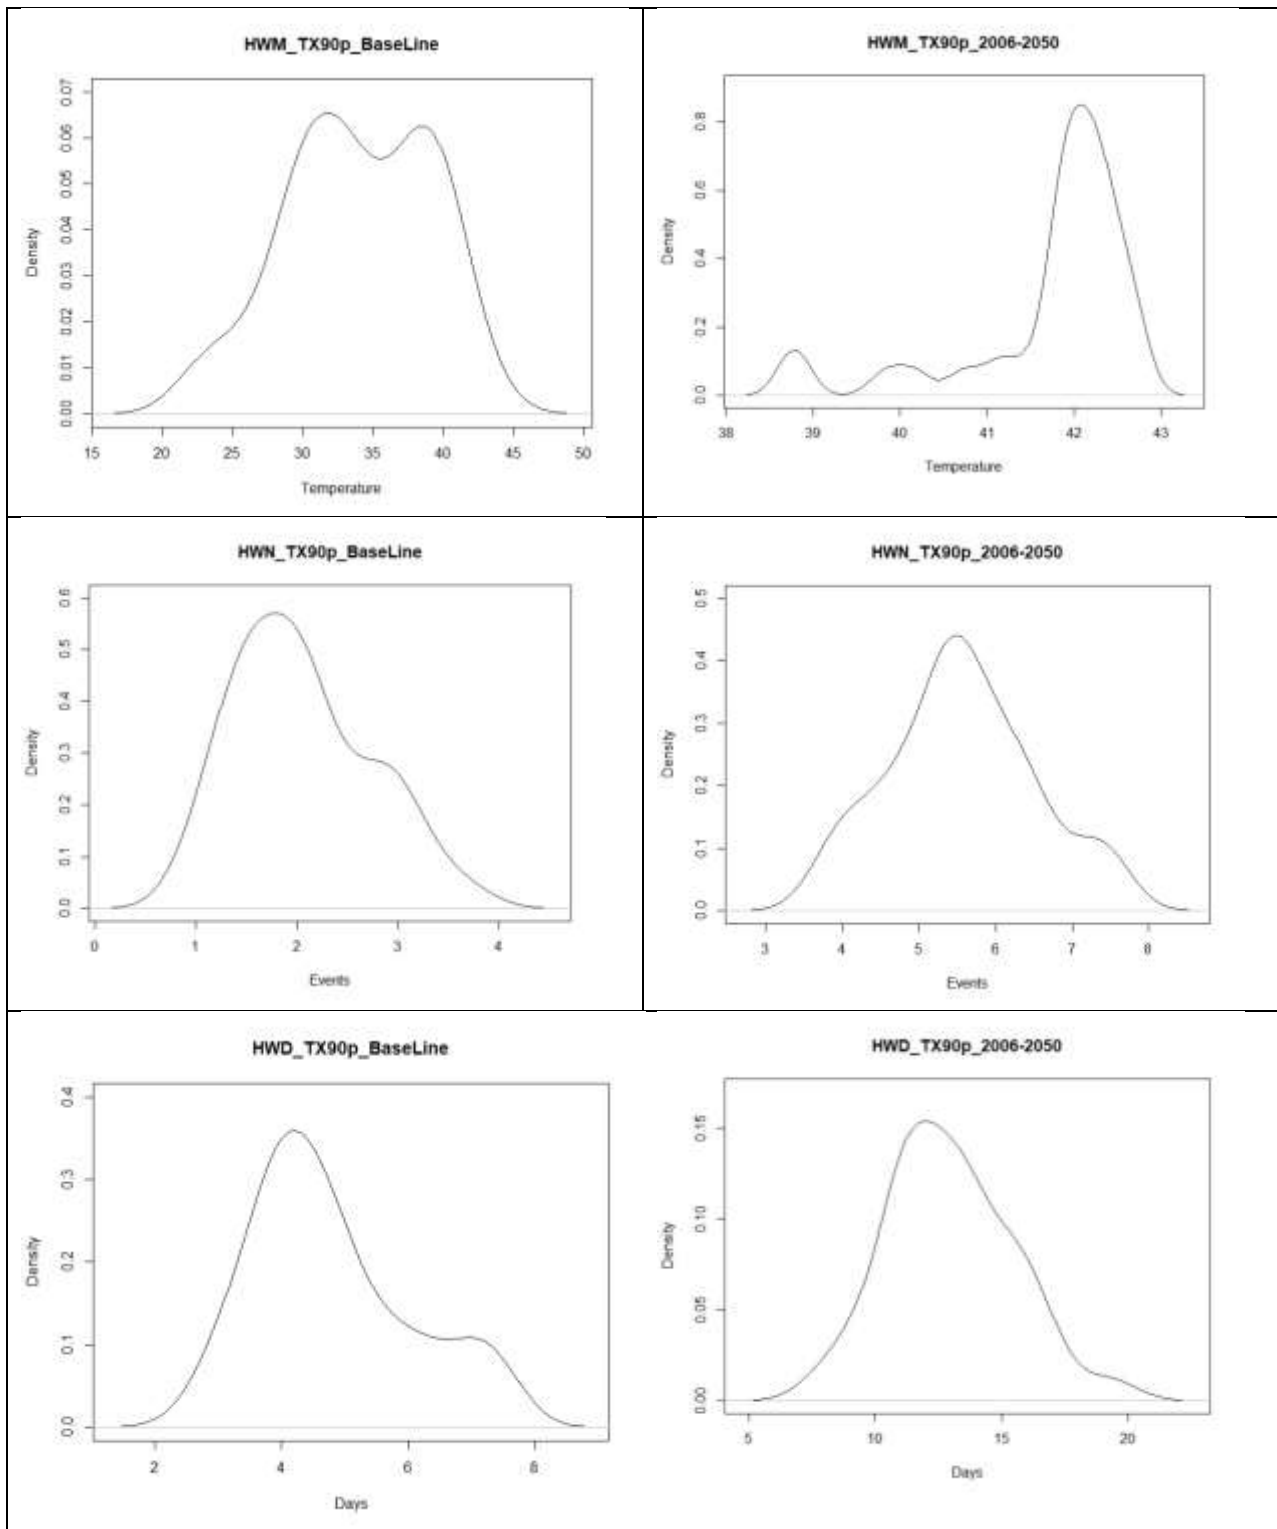 HWM_TX90p_BaseLine
Density
0.00 0.01 0.02 0.03 0.04 0.05 0.06 0.07
15 20 25 30 35 40 45 50
Temperature
HWM_TX90p_2006-2050
Density
0.0 0.2 0.4 0.6 0.8
38 39 40 41 42 43
Temperature
HWN_TX90p_BaseLine
Density
0.0 0.1 0.2 0.3 0.4 0.5 0.6
0 1 2 3 4
Events
HWN_TX90p_2006-2050
Density
0.0 0.1 0.2 0.3 0.4 0.5
3 4 5 6 7 8
Events
HWD_TX90p_BaseLine
Density
0.0 0.1 0.2 0.3 0.4
2 4 6 8
Days
HWD_TX90p_2006-2050
Density
0.00 0.05 0.10 0.15
5 10 15 20
Days